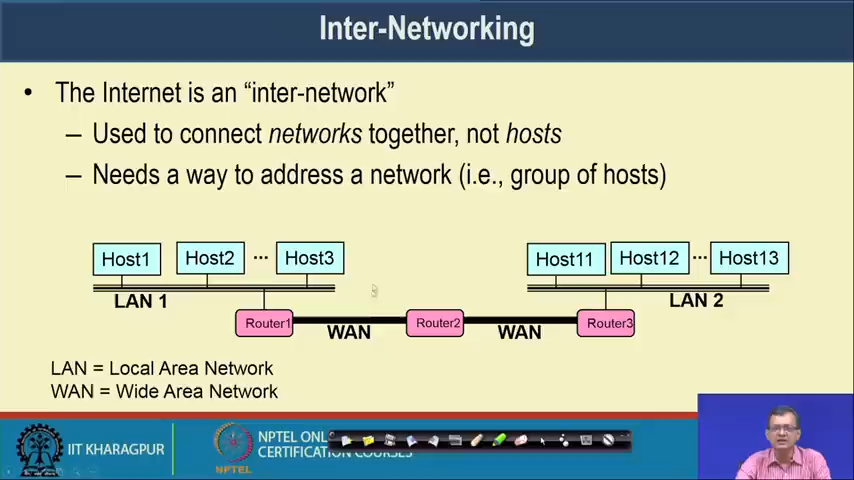 Inter-Networking
• The Internet is an “inter-network”
– Used to connect networks together, not hosts
– Needs a way to address a network (i.e., group of hosts)
Host1 Host2 ... Host3 Host11 Host12 ... Host13
LAN 1 LAN 2
Router1 WAN Router2 WAN Router3
LAN = Local Area Network
WAN = Wide Area Network
IIT KHARAGPUR
NPTEL
NPTEL ONL
CERTIFICATION COURSES